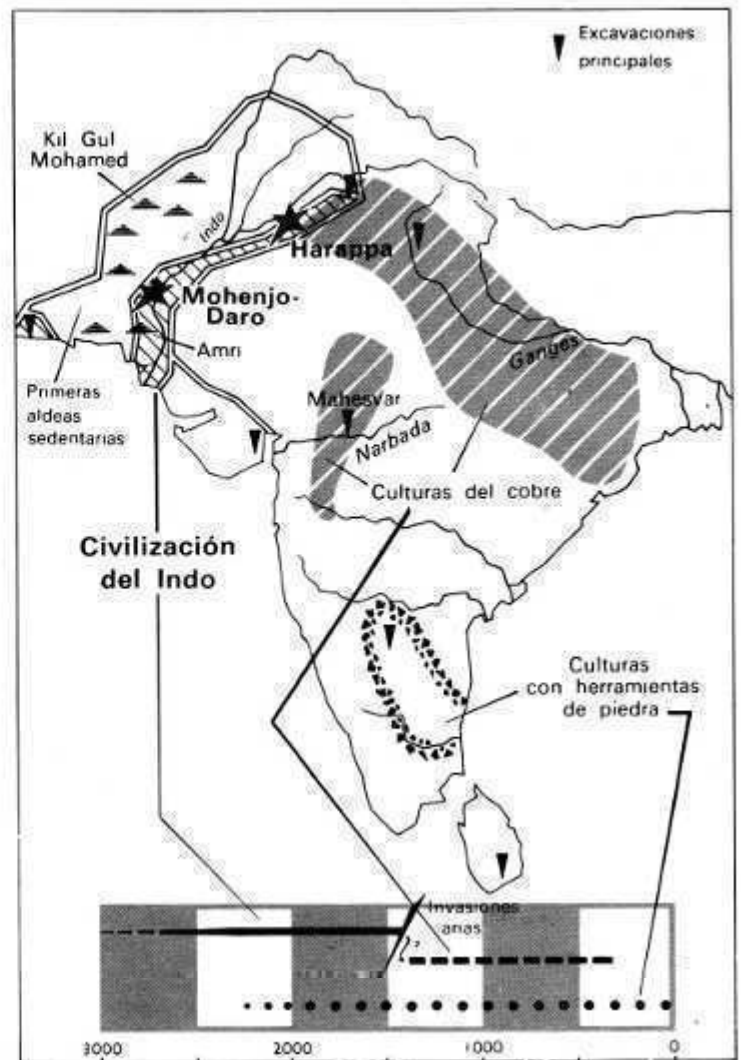 Excavaciones
principales
Kil Gul
Mohamed
Indo
Harappa
Mohenjo-
Daro
Amri
Ganges
Primeras
aldeas
sedentarias
Mahesvar
Narbada
Culturas del cobre
Civilización
del Indo
Culturas
con herramientas
de piedra
Invasiones
arias
?
3000 2000 1000 0